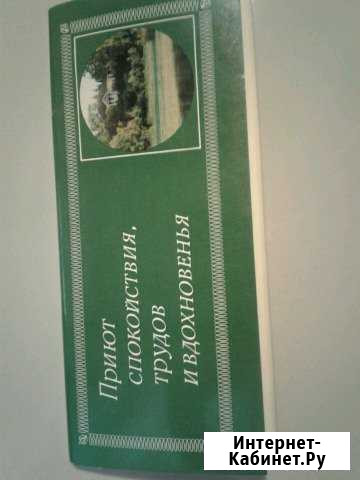 Приют
спокойствия,
трудов
и вдохновенья
Интернет-
Кабинет.Ру